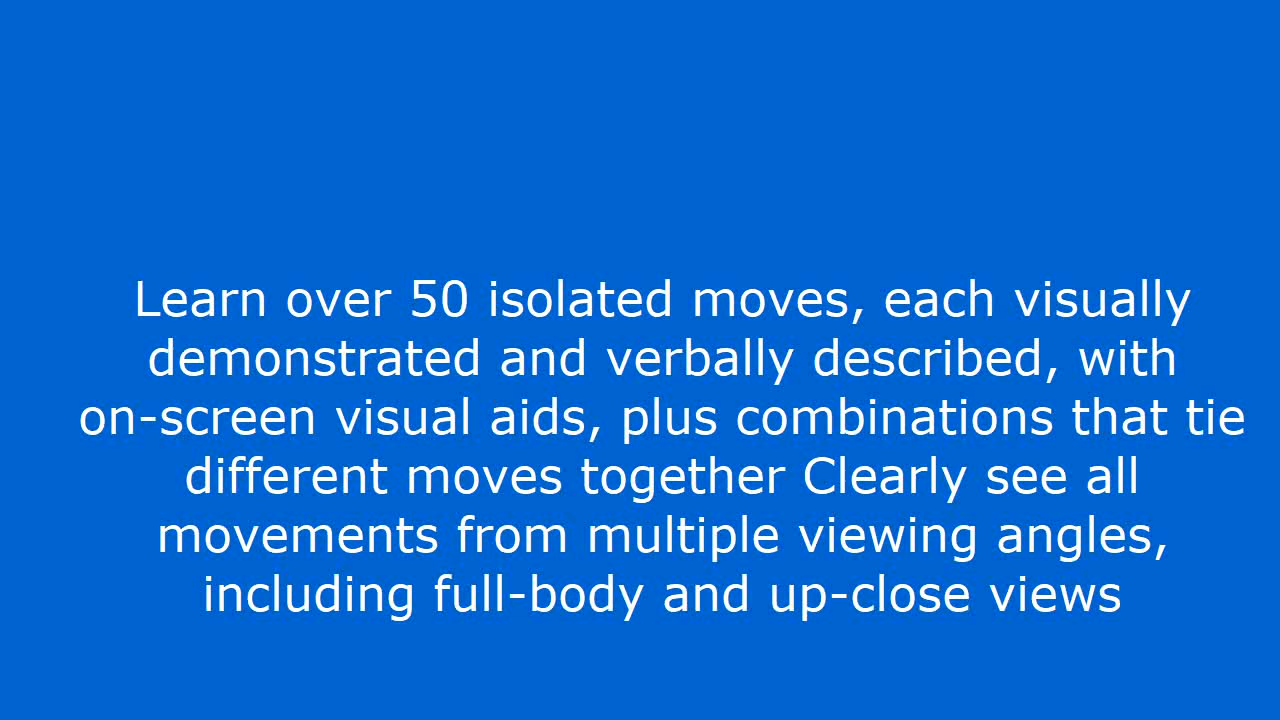 Learn over 50 isolated moves, each visually
demonstrated and verbally described, with
on-screen visual aids, plus combinations that tie
different moves together Clearly see all
movements from multiple viewing angles,
including full-body and up-close views